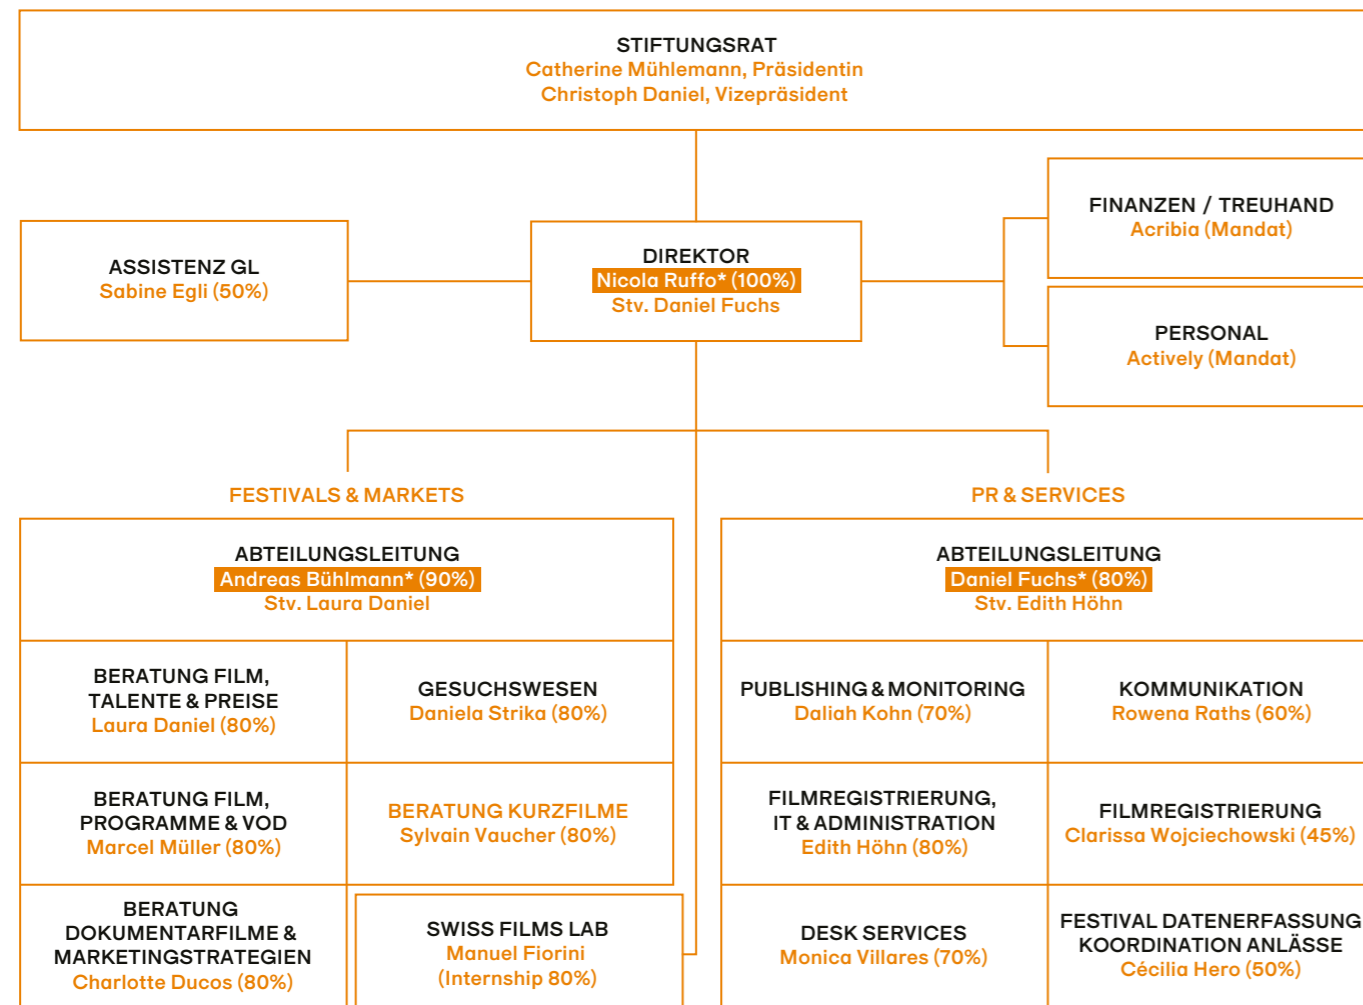 STIFTUNGSRAT
Catherine Mühlemann, Präsidentin
Christoph Daniel, Vizepräsident
ASSISTENZ GL
Sabine Egli (50%)
DIREKTOR
Nicola Ruffo* (100%)
Stv. Daniel Fuchs
FINANZEN / TREUHAND
Acribia (Mandat)
PERSONAL
Actively (Mandat)
FESTIVALS & MARKETS
ABTEILUNGSLEITUNG
Andreas Bühlmann* (90%)
Stv. Laura Daniel
BERATUNG FILM,
TALENTE & PREISE
Laura Daniel (80%)
GESUCHSWESEN
Daniela Strika (80%)
BERATUNG FILM,
PROGRAMME & VOD
Marcel Müller (80%)
BERATUNG KURZFILME
Sylvain Vaucher (80%)
BERATUNG
DOKUMENTARFILME &
MARKETINGSTRATEGIEN
Charlotte Ducos (80%)
SWISS FILMS LAB
Manuel Fiorini
(Internship 80%)
PR & SERVICES
ABTEILUNGSLEITUNG
Daniel Fuchs* (80%)
Stv. Edith Höhn
PUBLISHING & MONITORING
Daliah Kohn (70%)
KOMMUNIKATION
Rowena Raths (60%)
FILMREGISTRIERUNG,
IT & ADMINISTRATION
Edith Höhn (80%)
FILMREGISTRIERUNG
Clarissa Wojciechowski (45%)
DESK SERVICES
Monica Villares (70%)
FESTIVAL DATENERFASSUNG
KOORDINATION ANLÄSSE
Cécilia Hero (50%)